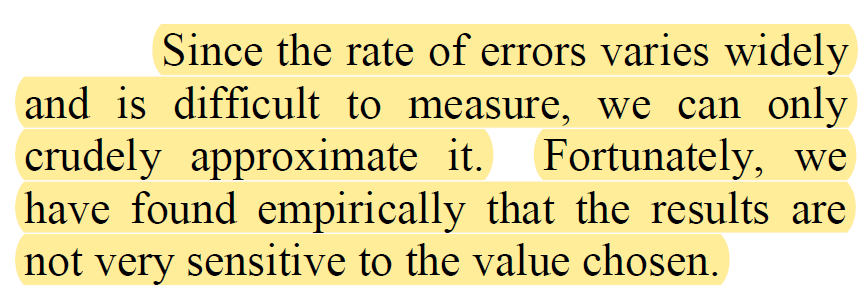 Since the rate of errors varies widely
and is difficult to measure, we can only
crudely approximate it. Fortunately, we
have found empirically that the results are
not very sensitive to the value chosen.